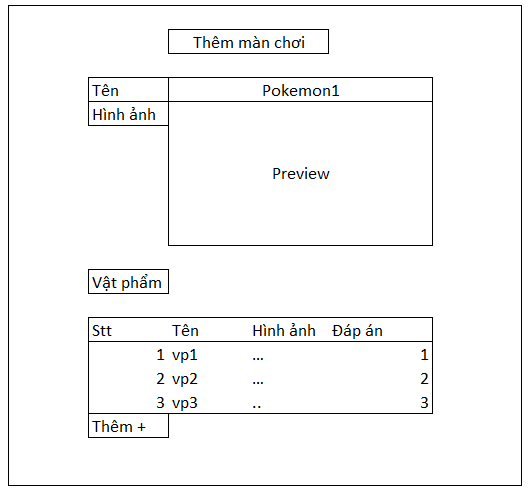 Thêm màn chơi
Tên Pokemon1
Hình ảnh
Preview
Vật phẩm
Stt Tên Hình ảnh Đáp án
1 vp1 ... 1
2 vp2 ... 2
3 vp3 .. 3
Thêm +